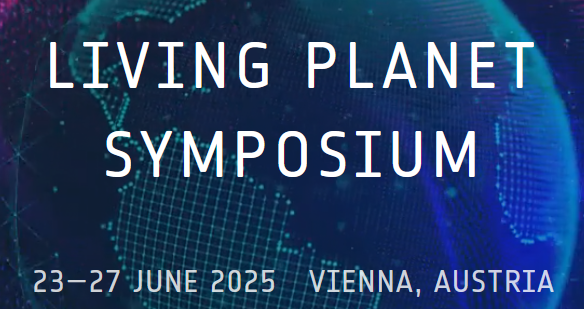 LIVING PLANET
SYMPOSIUM
23—27 JUNE 2025 VIENNA, AUSTRIA